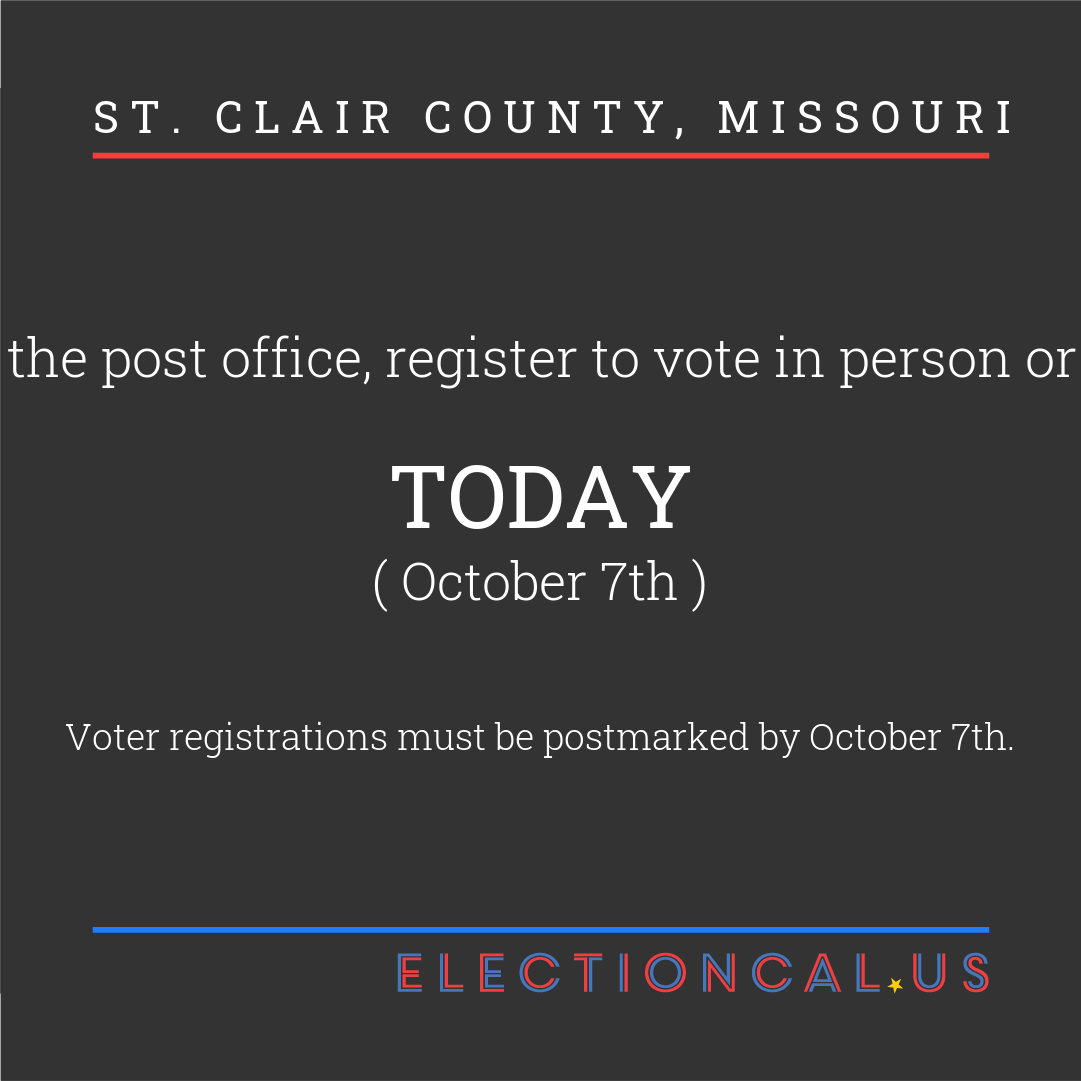 ST. CLAIR COUNTY, MISSOURI
the post office, register to vote in person or
TODAY
( October 7th )
Voter registrations must be postmarked by October 7th.
ELECTIONCAL.US